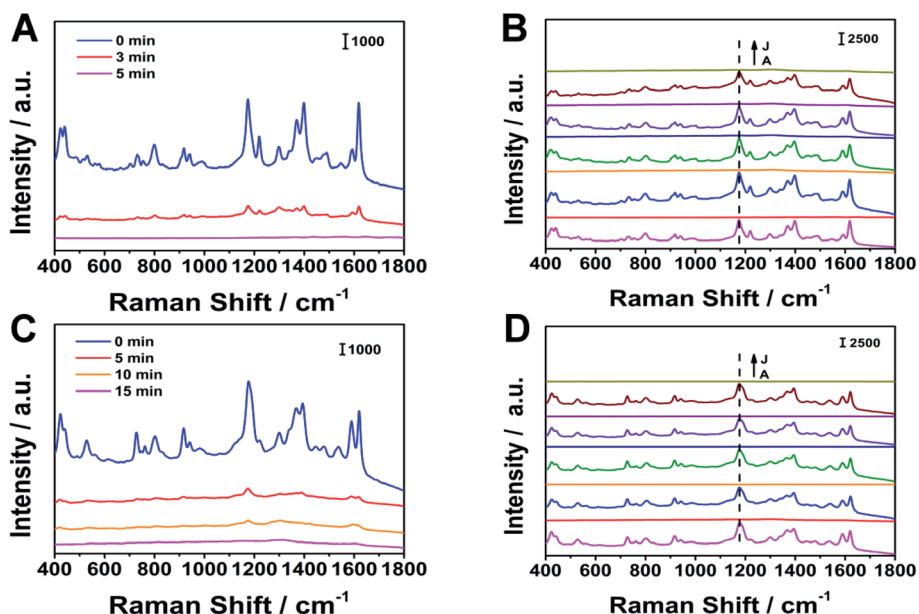 A
Intensity / a.u.
0 min
3 min
5 min
1000
400 600 800 1000 1200 1400 1600 1800
Raman Shift / cm⁻¹
B
Intensity / a.u.
J
A
2500
400 600 800 1000 1200 1400 1600 1800
Raman Shift / cm⁻¹
C
Intensity / a.u.
0 min
5 min
10 min
15 min
1000
400 600 800 1000 1200 1400 1600 1800
Raman Shift / cm⁻¹
D
Intensity / a.u.
J
A
2500
400 600 800 1000 1200 1400 1600 1800
Raman Shift / cm⁻¹